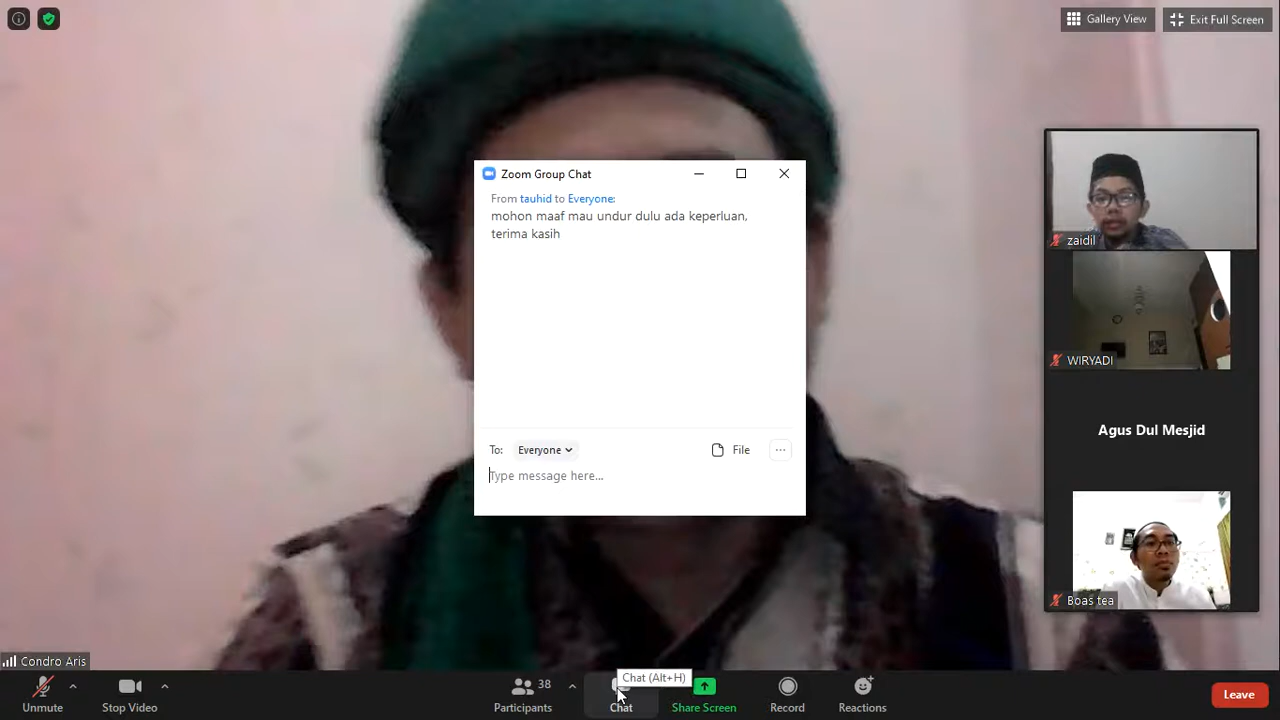 Gallery View
Exit Full Screen
Zoom Group Chat
From tauhid to Everyone:
mohon maaf mau undur dulu ada keperluan,
terima kasih
To: Everyone
File
Type message here...
zaidil
WIRYADI
Agus Dul Mesjid
Boas tea
Condro Aris
Chat (Alt+H)
38
Unmute
Stop Video
Participants
Chat
Share Screen
Record
Reactions
Leave